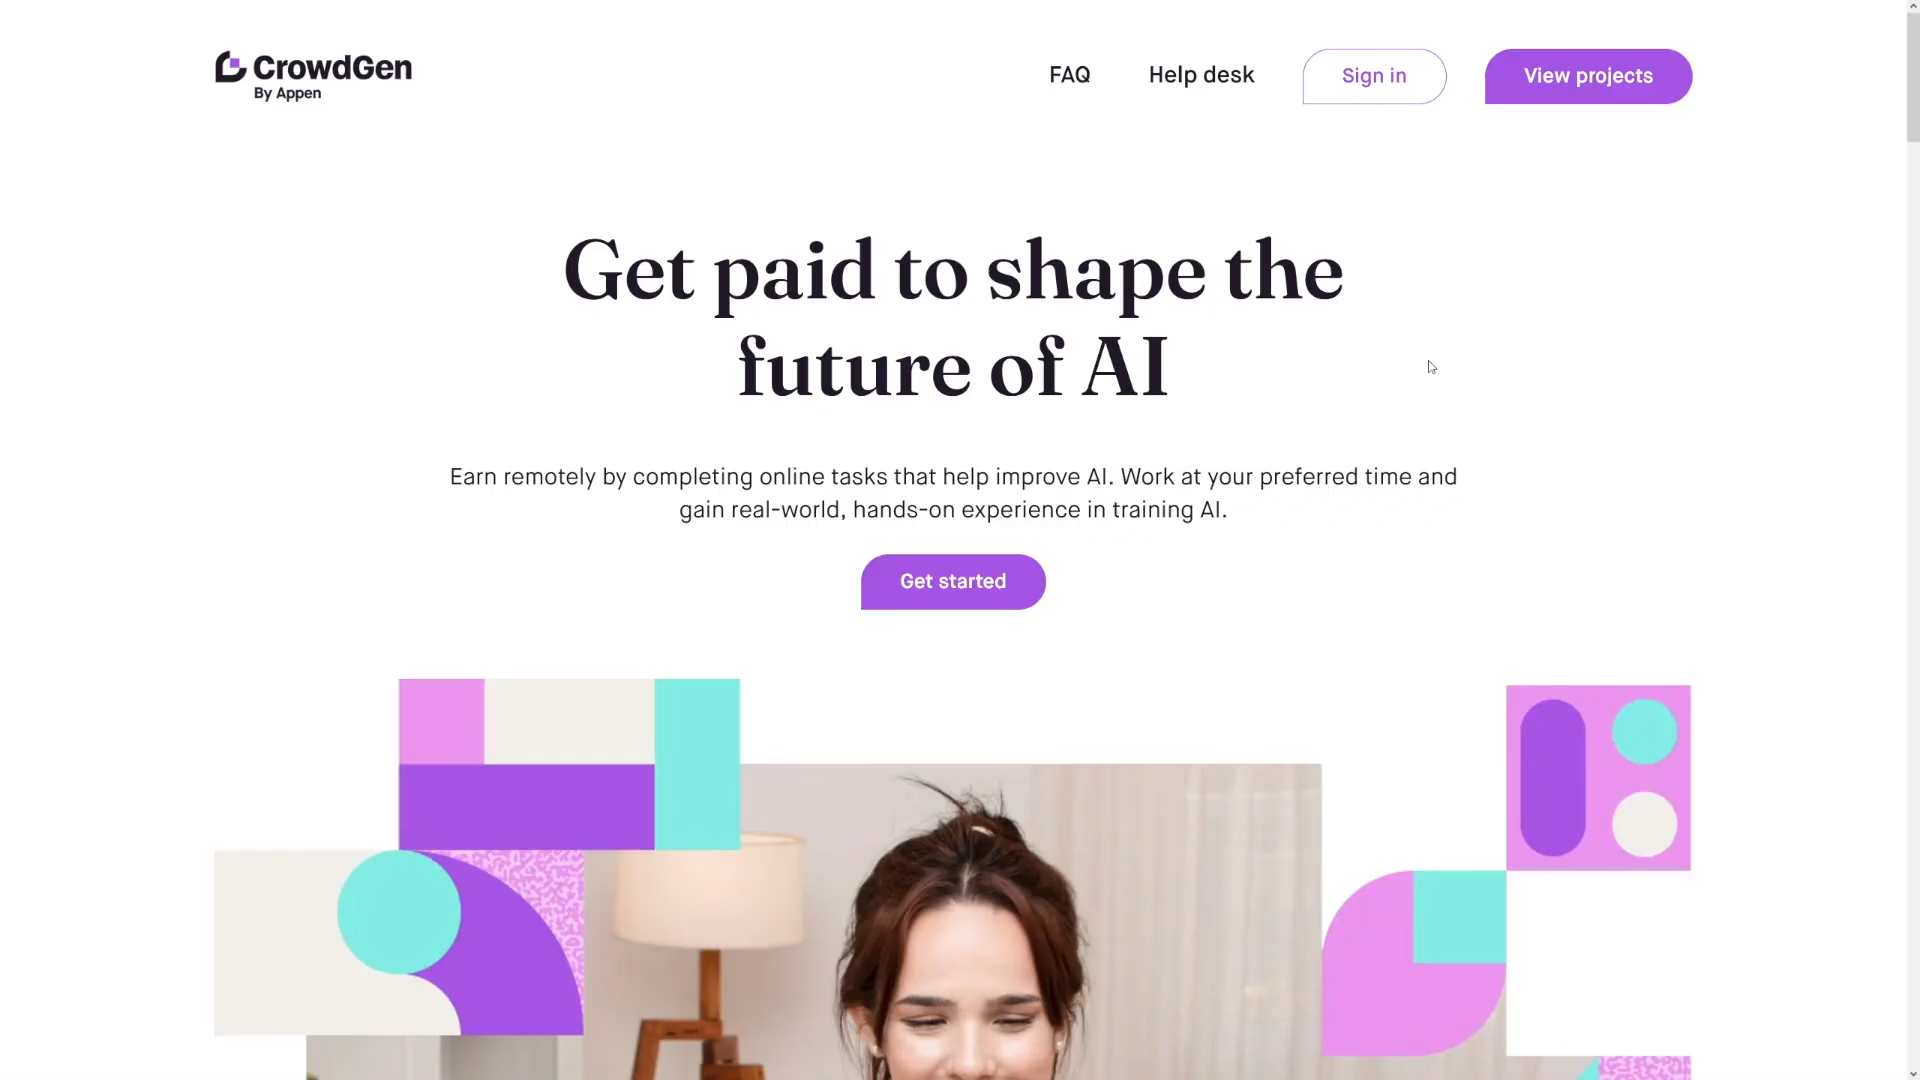 CrowdGen
By Appen
FAQ
Help desk
Sign in
View projects
Get paid to shape the
future of AI
Earn remotely by completing online tasks that help improve AI. Work at your preferred time and
gain real-world, hands-on experience in training AI.
Get started